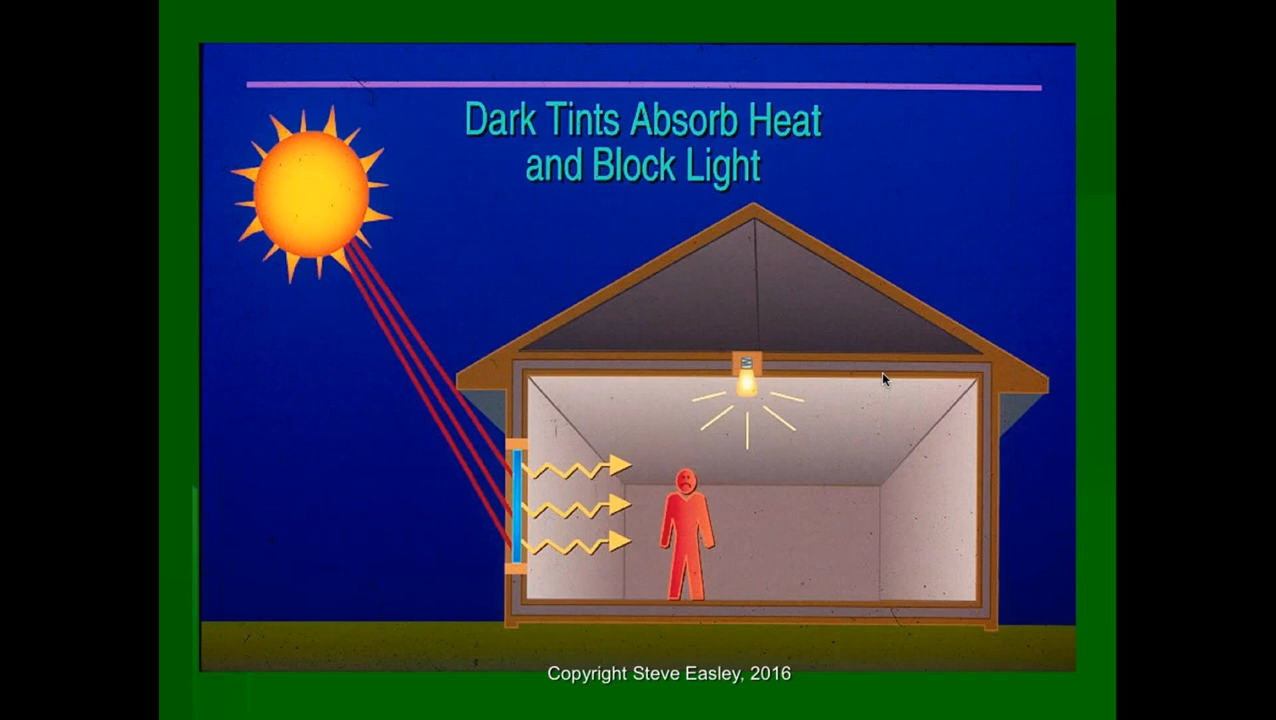 Dark Tints Absorb Heat
and Block Light
Copyright Steve Easley, 2016